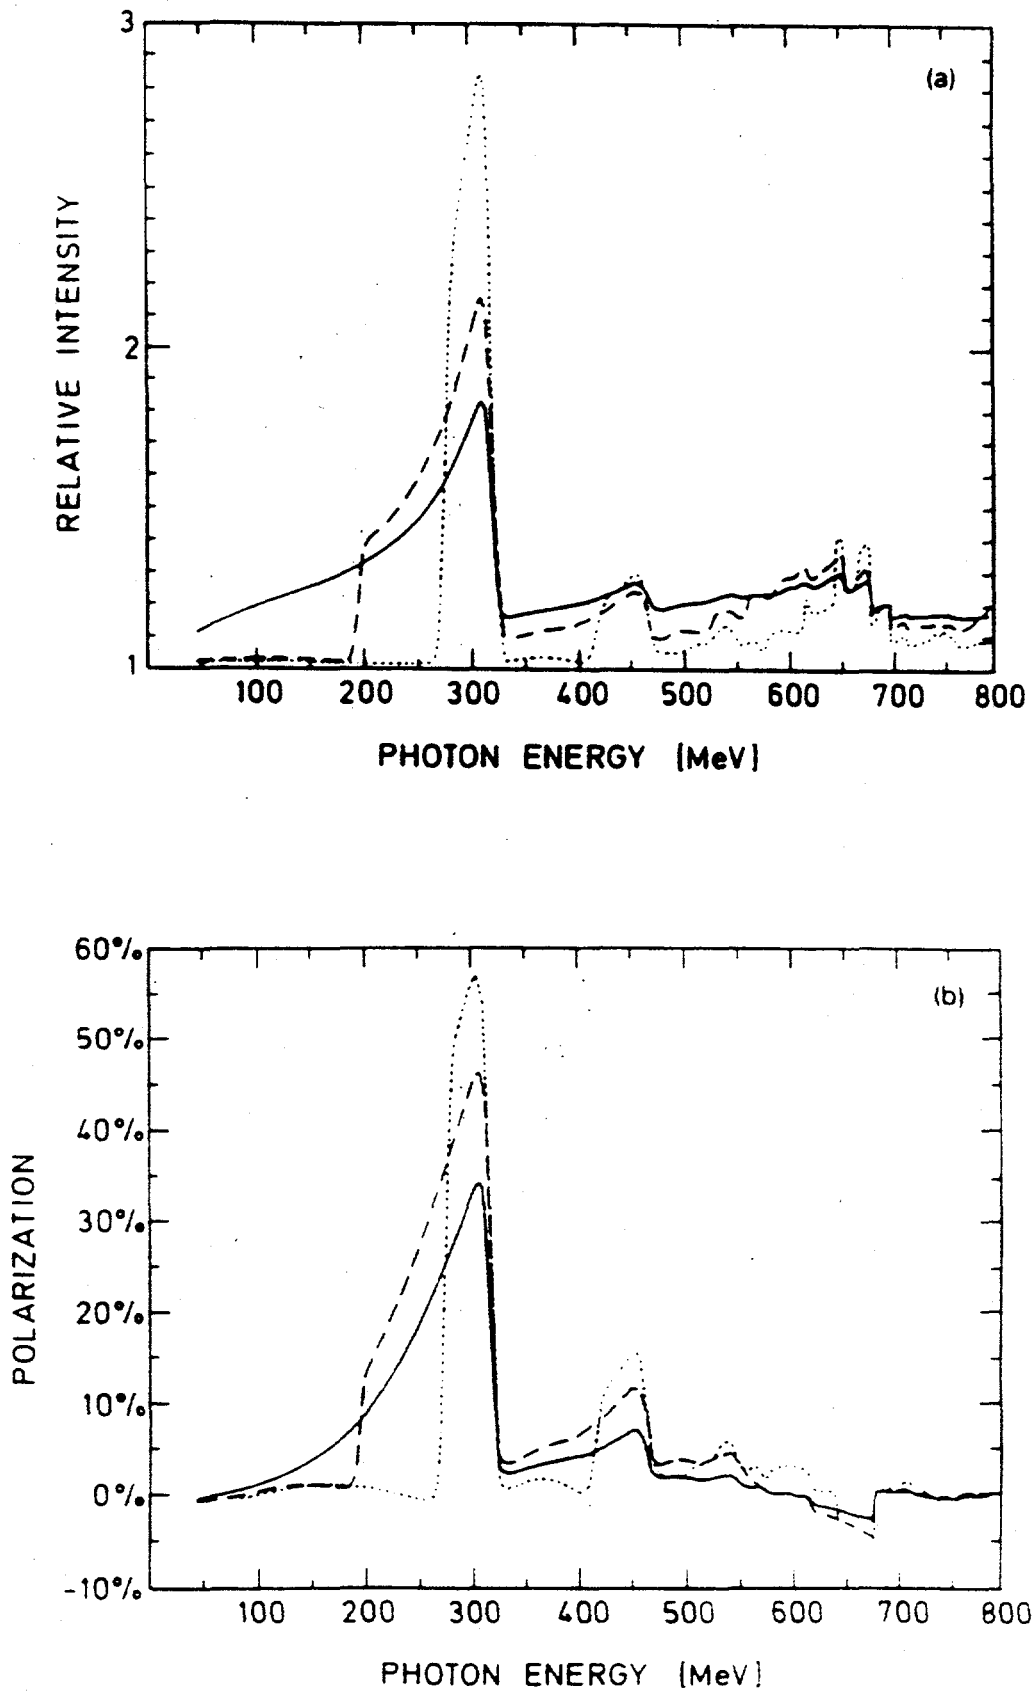 (a)
3
2
1
RELATIVE INTENSITY
100 200 300 400 500 600 700 800
PHOTON ENERGY [MeV]
(b)
60%
50%
40%
30%
20%
10%
0%
-10%
POLARIZATION
100 200 300 400 500 600 700 800
PHOTON ENERGY [MeV]